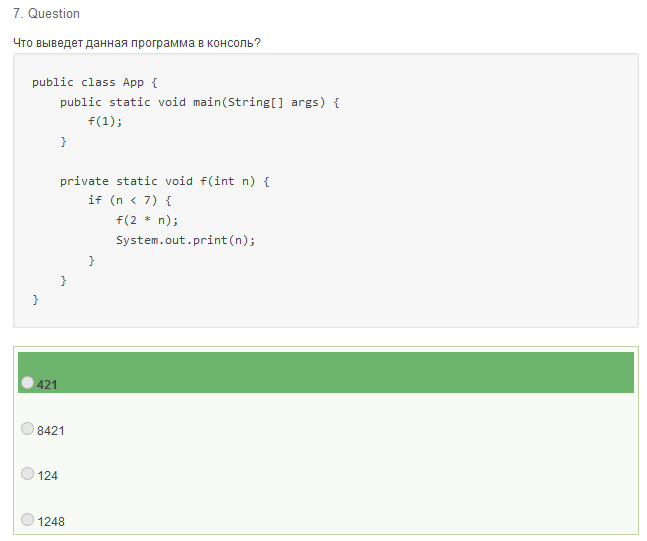 7. Question
Что выведет данная программа в консоль?
public class App {
    public static void main(String[] args) {
        f(1);
    }
    private static void f(int n) {
        if (n < 7) {
            f(2 * n);
            System.out.print(n);
        }
    }
}
421
8421
124
1248